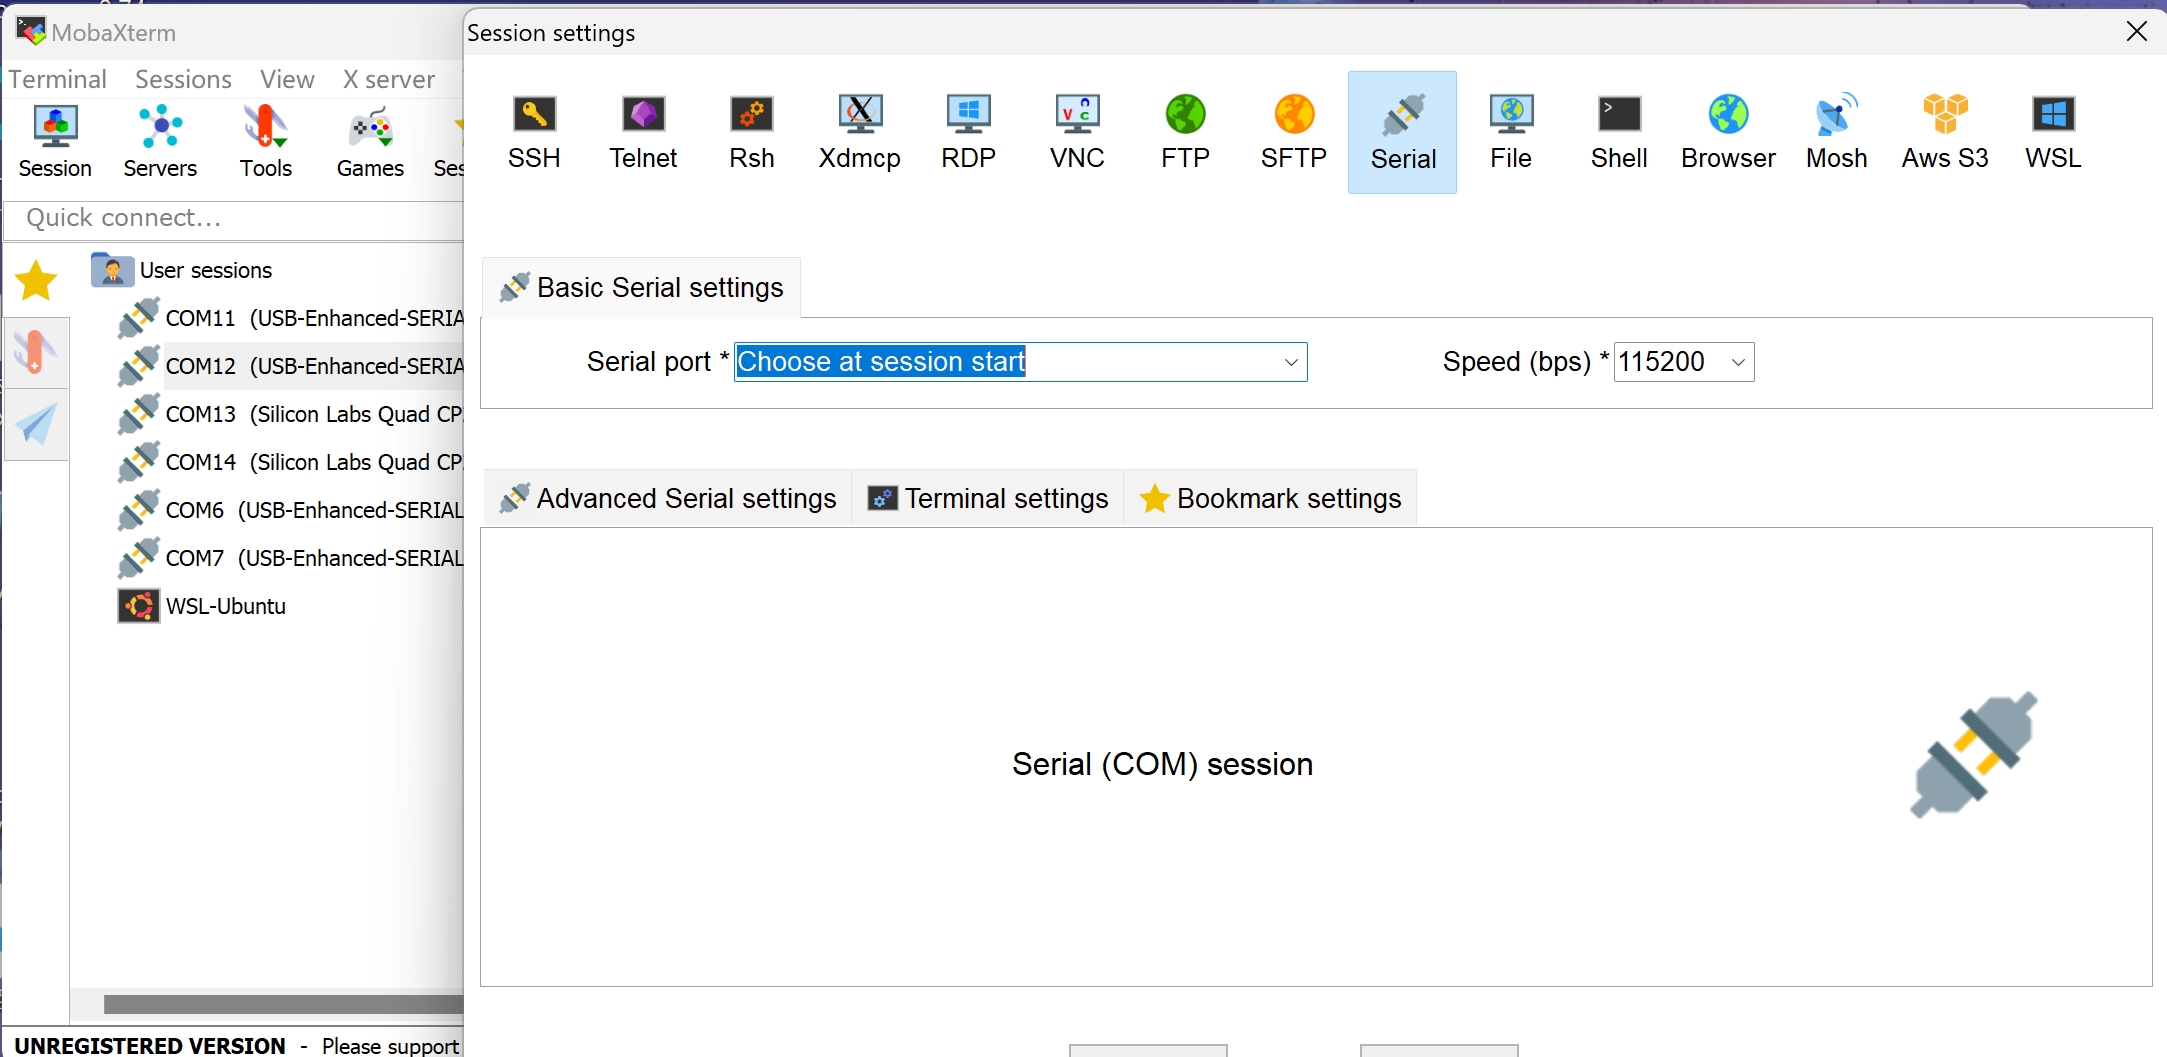 MobaXterm
Session settings
Terminal Sessions View X server
Session Servers Tools Games Ses
SSH Telnet Rsh Xdmcp RDP VNC FTP SFTP Serial File Shell Browser Mosh Aws S3 WSL
Quick connect...
User sessions
COM11 (USB-Enhanced-SERIA
COM12 (USB-Enhanced-SERIA
COM13 (Silicon Labs Quad CP
COM14 (Silicon Labs Quad CP
COM6 (USB-Enhanced-SERIAL
COM7 (USB-Enhanced-SERIAL
WSL-Ubuntu
Basic Serial settings
Serial port * Choose at session start
Speed (bps) * 115200
Advanced Serial settings Terminal settings Bookmark settings
Serial (COM) session
UNREGISTERED VERSION - Please support